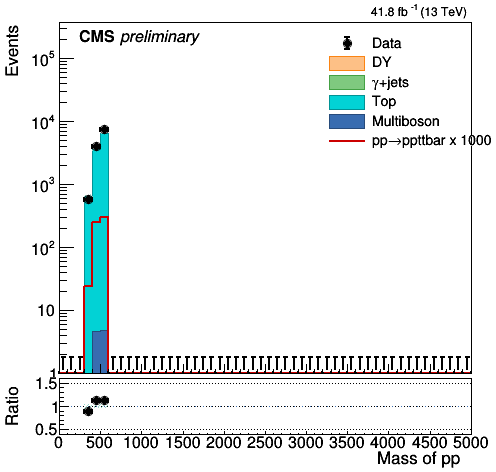 41.8 fb⁻¹ (13 TeV)
CMS preliminary
Events
Data
DY
γ+jets
Top
Multiboson
pp→ppttbar x 1000
10⁵
10⁴
10³
10²
10
1
Ratio
1.5
1
0.5
0 500 1000 1500 2000 2500 3000 3500 4000 4500 5000
Mass of pp